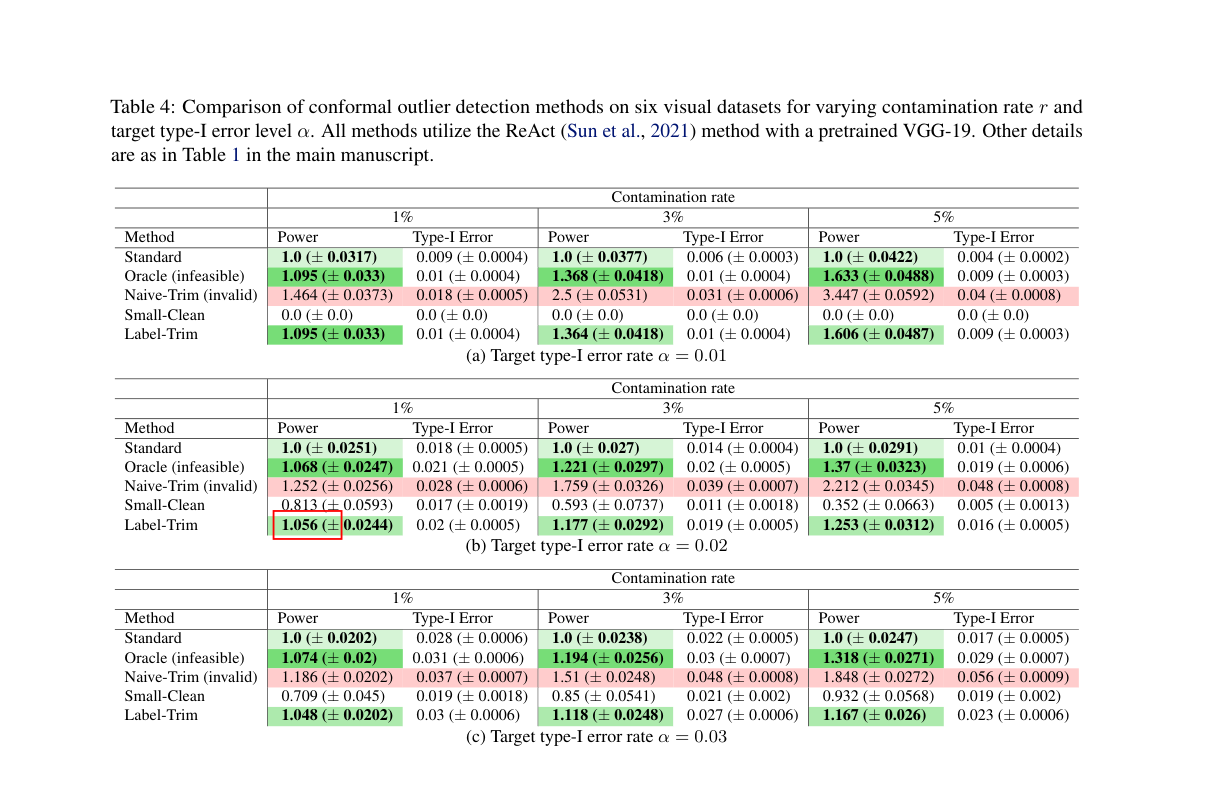 Table 4: Comparison of conformal outlier detection methods on six visual datasets for varying contamination rate r and
target type-I error level α. All methods utilize the ReAct (Sun et al., 2021) method with a pretrained VGG-19. Other details
are as in Table 1 in the main manuscript.
Contamination rate
1% 3% 5%
Method Power Type-I Error Power Type-I Error Power Type-I Error
Standard 1.0 (± 0.0317) 0.009 (± 0.0004) 1.0 (± 0.0377) 0.006 (± 0.0003) 1.0 (± 0.0422) 0.004 (± 0.0002)
Oracle (infeasible) 1.095 (± 0.033) 0.01 (± 0.0004) 1.368 (± 0.0418) 0.01 (± 0.0004) 1.633 (± 0.0488) 0.009 (± 0.0003)
Naive-Trim (invalid) 1.464 (± 0.0373) 0.018 (± 0.0005) 2.5 (± 0.0531) 0.031 (± 0.0006) 3.447 (± 0.0592) 0.04 (± 0.0008)
Small-Clean 0.0 (± 0.0) 0.0 (± 0.0) 0.0 (± 0.0) 0.0 (± 0.0) 0.0 (± 0.0) 0.0 (± 0.0)
Label-Trim 1.095 (± 0.033) 0.01 (± 0.0004) 1.364 (± 0.0418) 0.01 (± 0.0004) 1.606 (± 0.0487) 0.009 (± 0.0003)
(a) Target type-I error rate α = 0.01
Contamination rate
1% 3% 5%
Method Power Type-I Error Power Type-I Error Power Type-I Error
Standard 1.0 (± 0.0251) 0.018 (± 0.0005) 1.0 (± 0.027) 0.014 (± 0.0004) 1.0 (± 0.0291) 0.01 (± 0.0004)
Oracle (infeasible) 1.068 (± 0.0247) 0.021 (± 0.0005) 1.221 (± 0.0297) 0.02 (± 0.0005) 1.37 (± 0.0323) 0.019 (± 0.0006)
Naive-Trim (invalid) 1.252 (± 0.0256) 0.028 (± 0.0006) 1.759 (± 0.0326) 0.039 (± 0.0007) 2.212 (± 0.0345) 0.048 (± 0.0008)
Small-Clean 0.813 (± 0.0593) 0.017 (± 0.0019) 0.593 (± 0.0737) 0.011 (± 0.0018) 0.352 (± 0.0663) 0.005 (± 0.0013)
Label-Trim 1.056 (± 0.0244) 0.02 (± 0.0005) 1.177 (± 0.0292) 0.019 (± 0.0005) 1.253 (± 0.0312) 0.016 (± 0.0005)
(b) Target type-I error rate α = 0.02
Contamination rate
1% 3% 5%
Method Power Type-I Error Power Type-I Error Power Type-I Error
Standard 1.0 (± 0.0202) 0.028 (± 0.0006) 1.0 (± 0.0238) 0.022 (± 0.0005) 1.0 (± 0.0247) 0.017 (± 0.0005)
Oracle (infeasible) 1.074 (± 0.02) 0.031 (± 0.0006) 1.194 (± 0.0256) 0.03 (± 0.0007) 1.318 (± 0.0271) 0.029 (± 0.0007)
Naive-Trim (invalid) 1.186 (± 0.0202) 0.037 (± 0.0007) 1.51 (± 0.0248) 0.048 (± 0.0008) 1.848 (± 0.0272) 0.056 (± 0.0009)
Small-Clean 0.709 (± 0.045) 0.019 (± 0.0018) 0.85 (± 0.0541) 0.021 (± 0.002) 0.932 (± 0.0568) 0.019 (± 0.002)
Label-Trim 1.048 (± 0.0202) 0.03 (± 0.0006) 1.118 (± 0.0248) 0.027 (± 0.0006) 1.167 (± 0.026) 0.023 (± 0.0006)
(c) Target type-I error rate α = 0.03